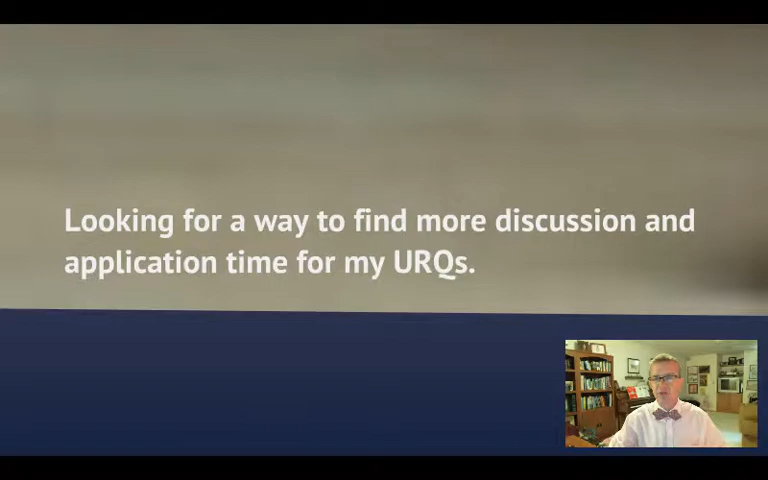 Looking for a way to find more discussion and
application time for my URQs.